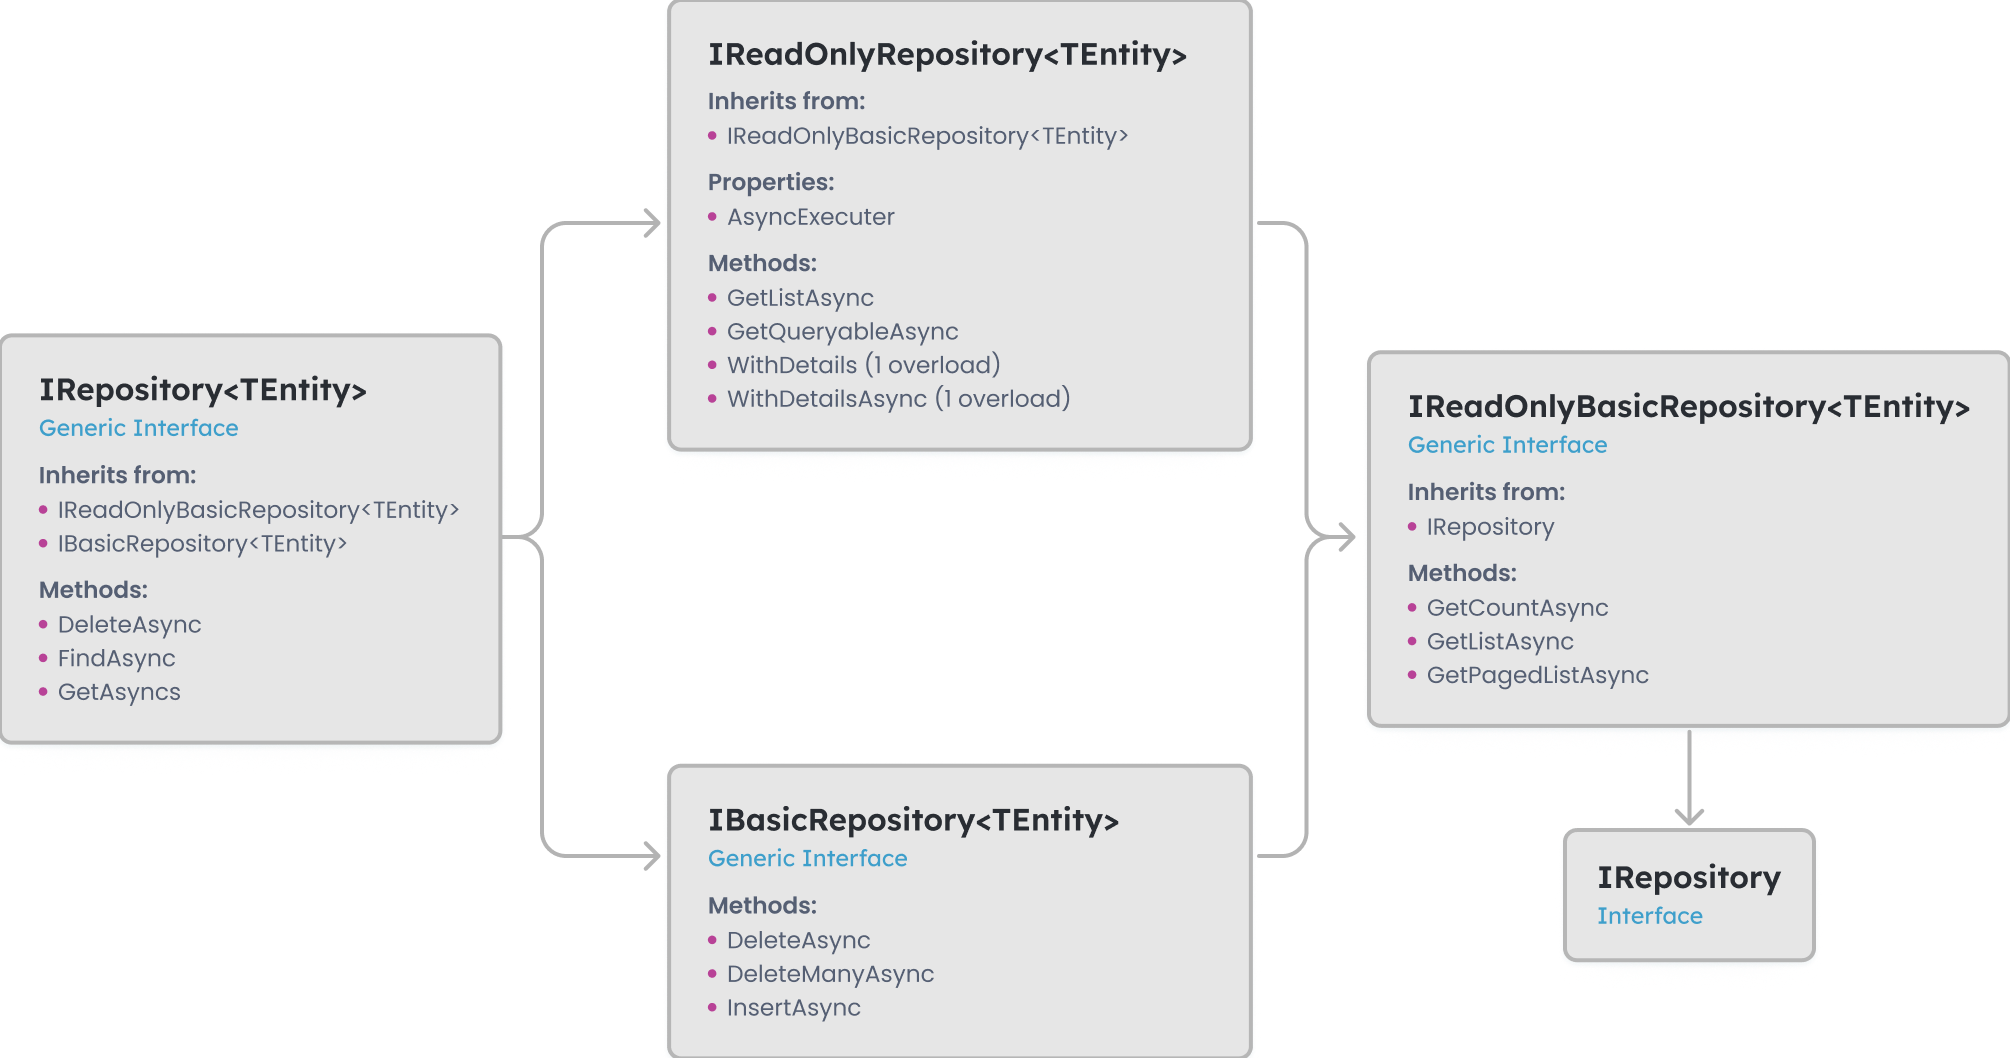 IReadOnlyRepository<TEntity>
Inherits from:
IReadOnlyBasicRepository<TEntity>
Properties:
AsyncExecuter
Methods:
GetListAsync
GetQueryableAsync
WithDetails (1 overload)
WithDetailsAsync (1 overload)
IRepository<TEntity>
Generic Interface
Inherits from:
IReadOnlyBasicRepository<TEntity>
IBasicRepository<TEntity>
Methods:
DeleteAsync
FindAsync
GetAsyncs
IReadOnlyBasicRepository<TEntity>
Generic Interface
Inherits from:
IRepository
Methods:
GetCountAsync
GetListAsync
GetPagedListAsync
IBasicRepository<TEntity>
Generic Interface
Methods:
DeleteAsync
DeleteManyAsync
InsertAsync
IRepository
Interface